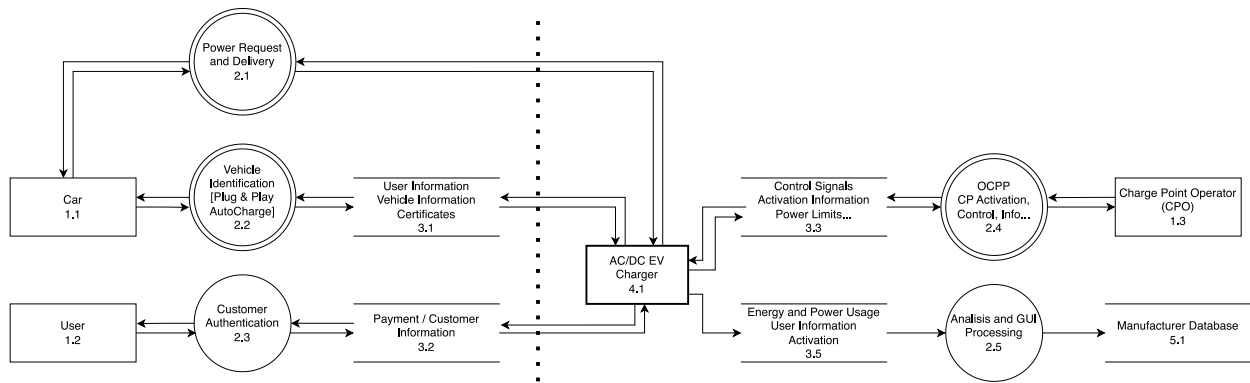 Power Request
and Delivery
2.1
Car
1.1
Vehicle
Identification
[Plug & Play
AutoCharge]
2.2
User Information
Vehicle Information
Certificates
3.1
Control Signals
Activation Information
Power Limits...
3.3
OCPP
CP Activation,
Control, Info...
2.4
Charge Point Operator
(CPO)
1.3
AC/DC EV
Charger
4.1
User
1.2
Customer
Authentication
2.3
Payment / Customer
Information
3.2
Energy and Power Usage
User Information
Activation
3.5
Analisis and GUI
Processing
2.5
Manufacturer Database
5.1